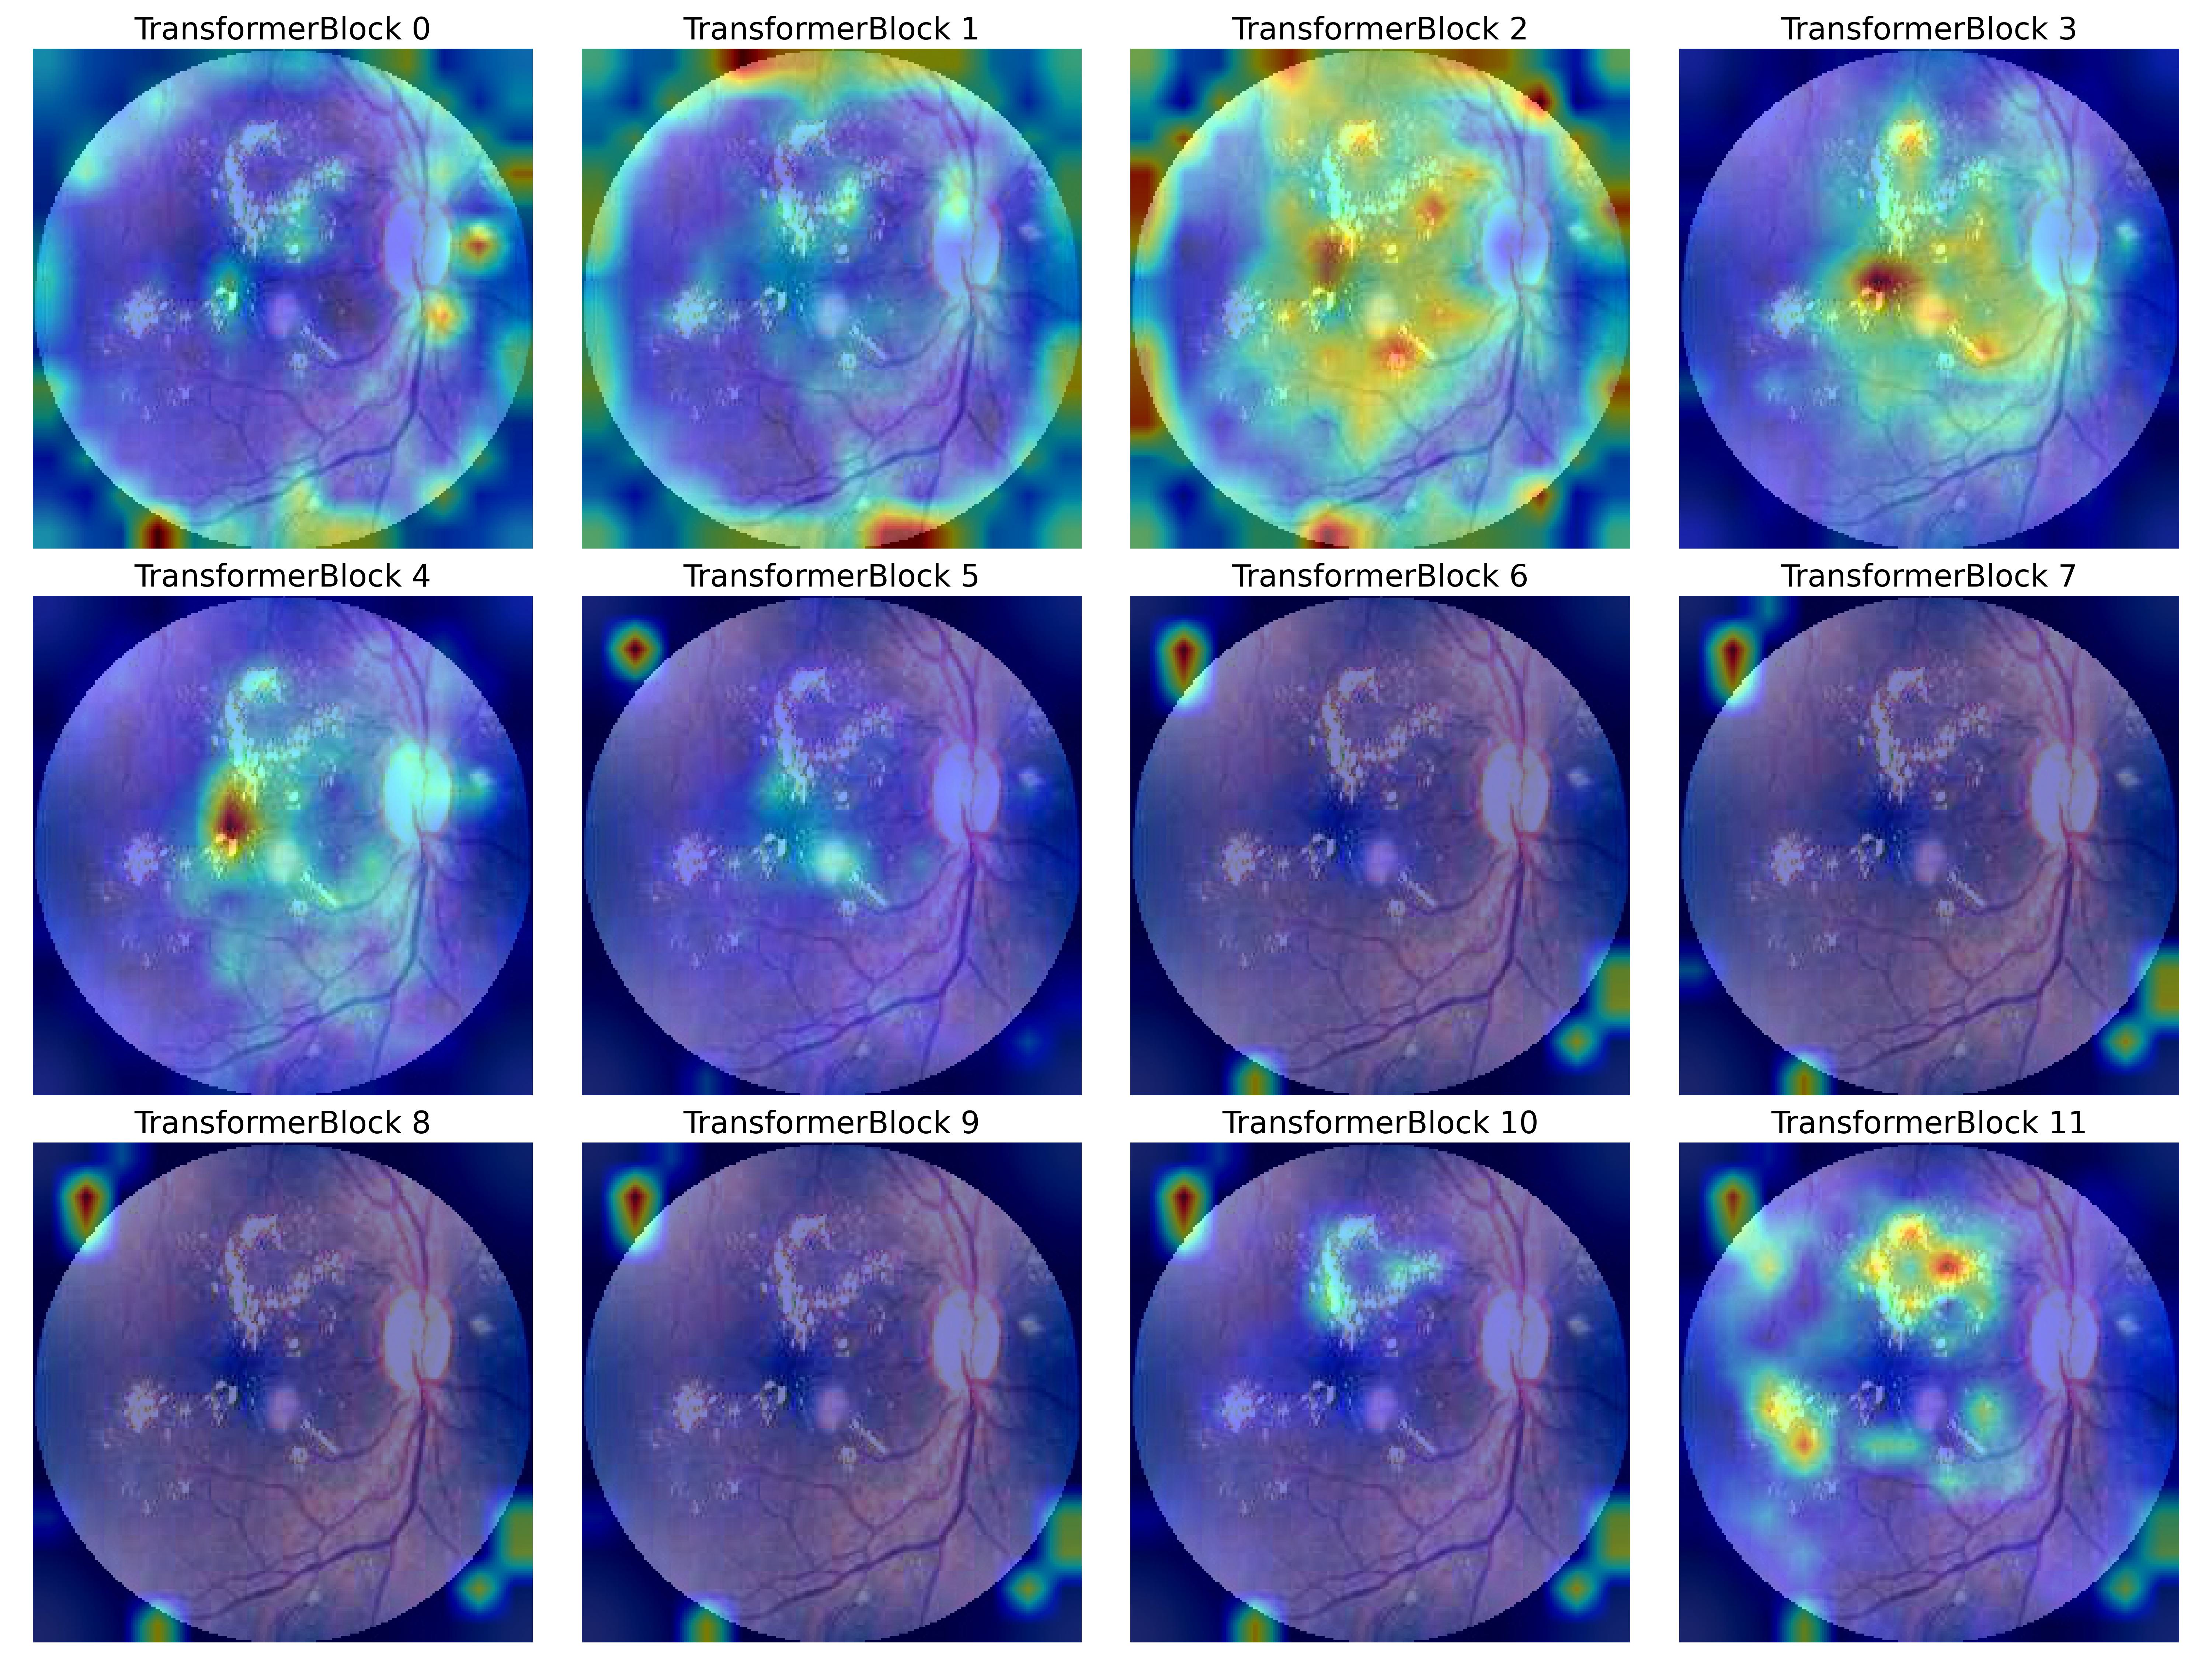 TransformerBlock 0
TransformerBlock 1
TransformerBlock 2
TransformerBlock 3
TransformerBlock 4
TransformerBlock 5
TransformerBlock 6
TransformerBlock 7
TransformerBlock 8
TransformerBlock 9
TransformerBlock 10
TransformerBlock 11